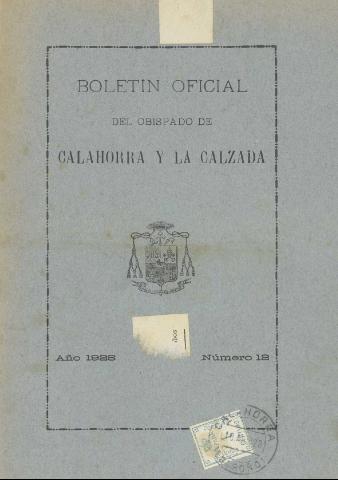 BOLETIN OFICIAL
DEL OBISPADO DE
CALAHORRA Y LA CALZADA
Año 1928
Número 12